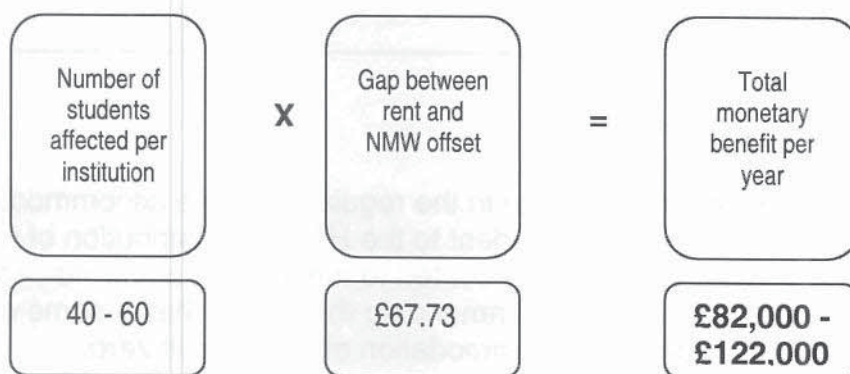 Number of
students
affected per
institution
X
Gap between
rent and
NMW offset
=
Total
monetary
benefit per
year
40 - 60
£67.73
£82,000 -
£122,000